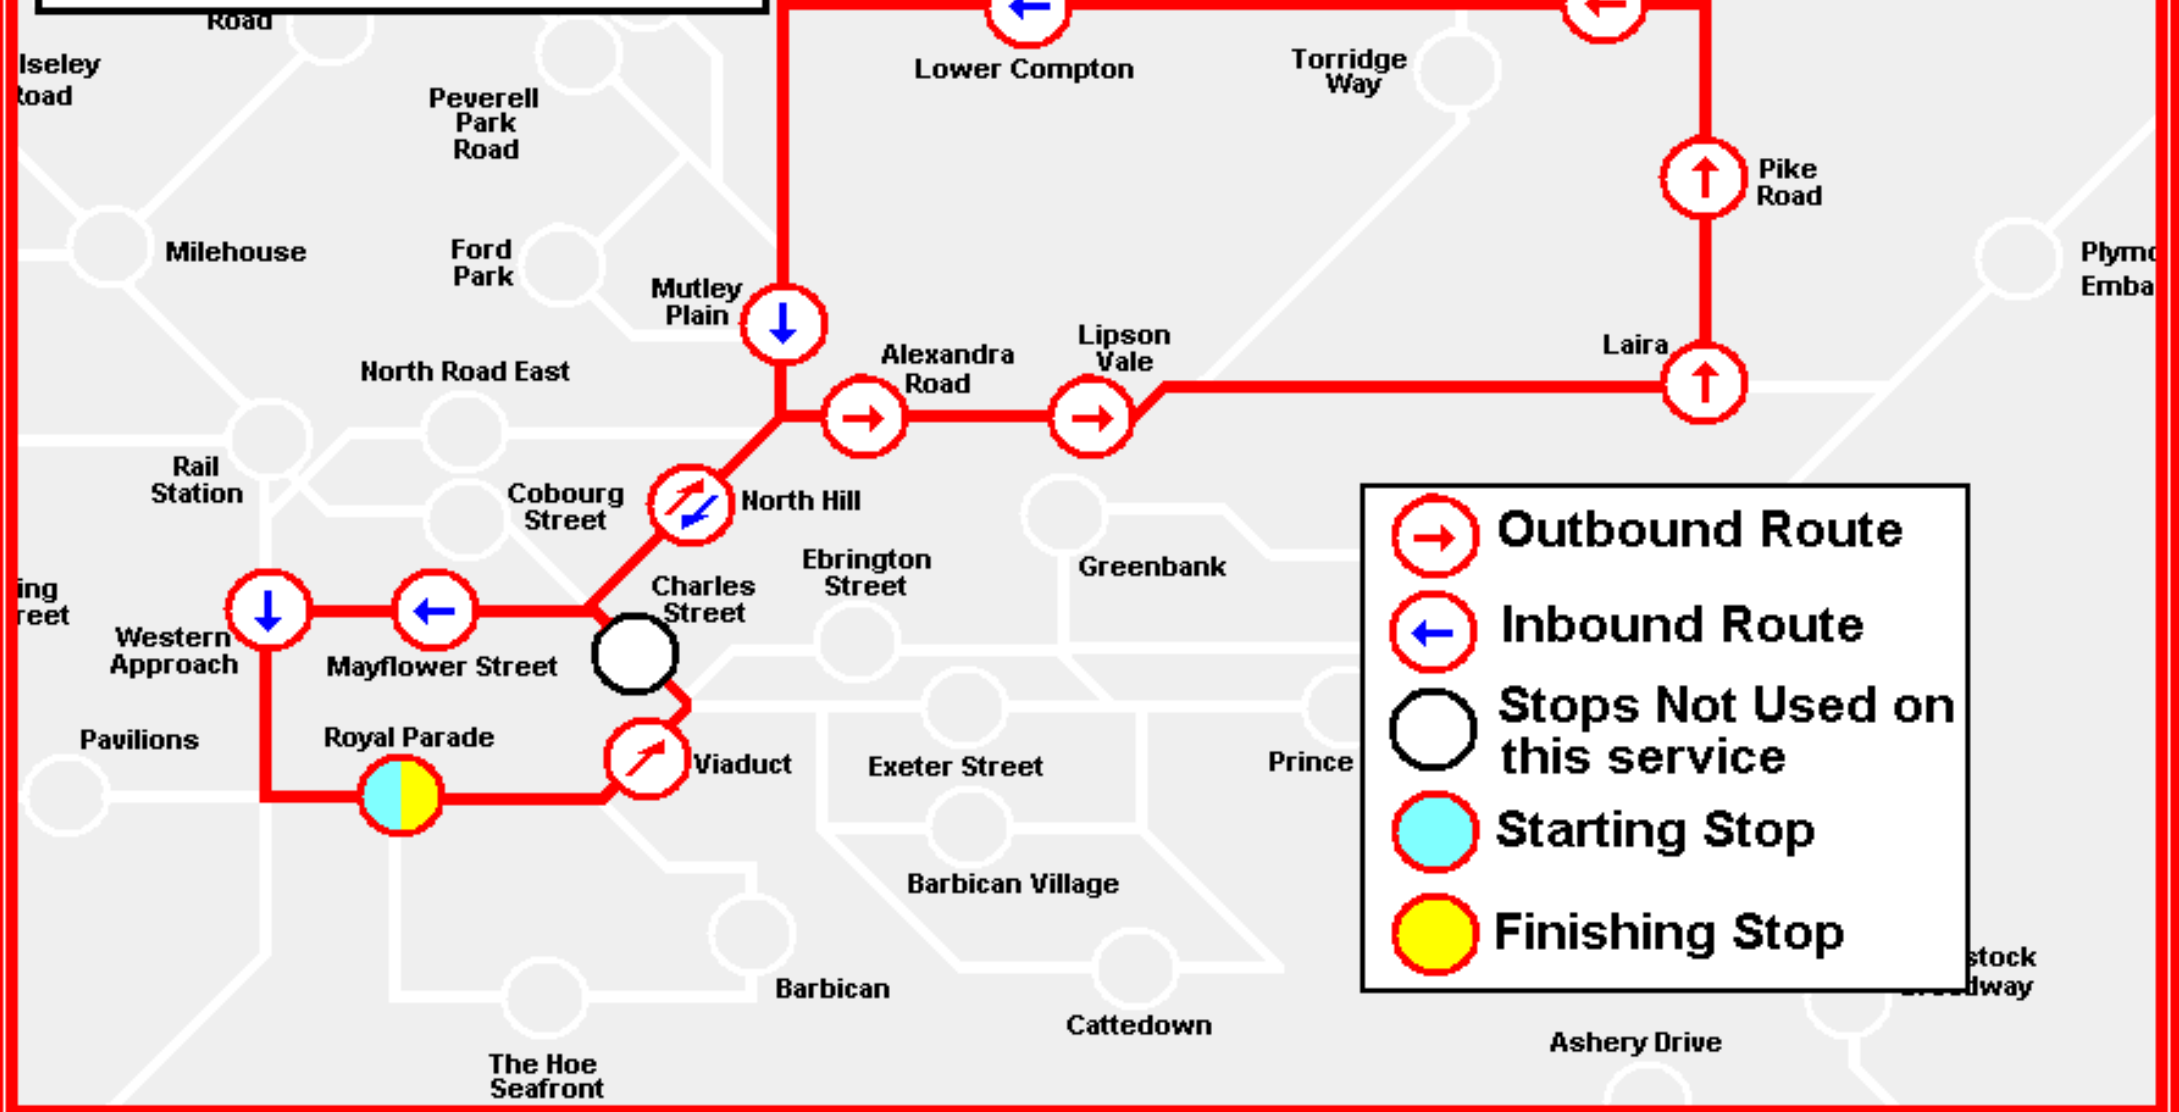 Road
lseley
Road
Peverell
Park
Road
Lower Compton
Torridge
Way
Pike
Road
Milehouse
Ford
Park
Mutley
Plain
Alexandra
Road
Lipson
Vale
Laira
North Road East
Rail
Station
Cobourg
Street
North Hill
Greenbank
Ebrington
Street
Charles
Street
ing
reet
Western
Approach
Mayflower Street
Pavilions
Royal Parade
Viaduct
Exeter Street
Prince
Barbican Village
Barbican
Cattedown
The Hoe
Seafront
Outbound Route
Inbound Route
Stops Not Used on
this service
Starting Stop
Finishing Stop
stock
dway
Ashery Drive
Plymo
Emba